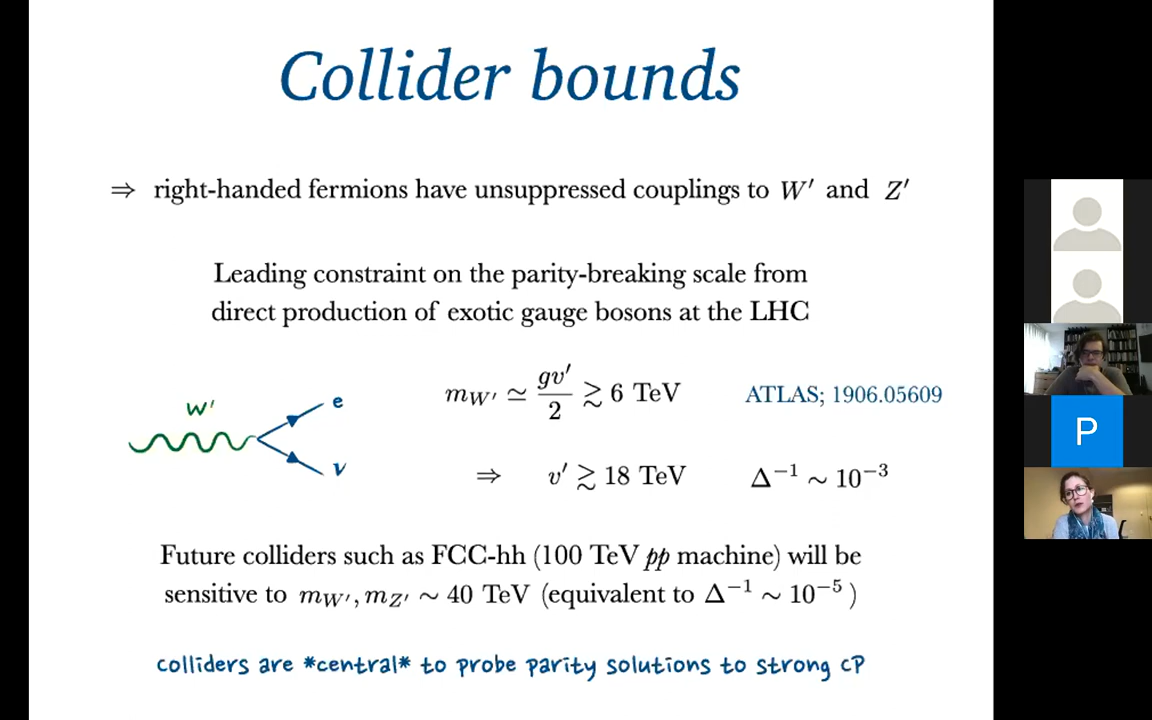 Collider bounds
⇒ right-handed fermions have unsuppressed couplings to W′ and Z′
Leading constraint on the parity-breaking scale from
direct production of exotic gauge bosons at the LHC
W′
e
ν
m_{W′} ≃ gv′/2 ≳ 6 TeV ATLAS; 1906.05609
⇒ v′ ≳ 18 TeV Δ⁻¹ ∼ 10⁻³
Future colliders such as FCC-hh (100 TeV pp machine) will be
sensitive to m_{W′}, m_{Z′} ∼ 40 TeV (equivalent to Δ⁻¹ ∼ 10⁻⁵ )
colliders are *central* to probe parity solutions to strong CP
P